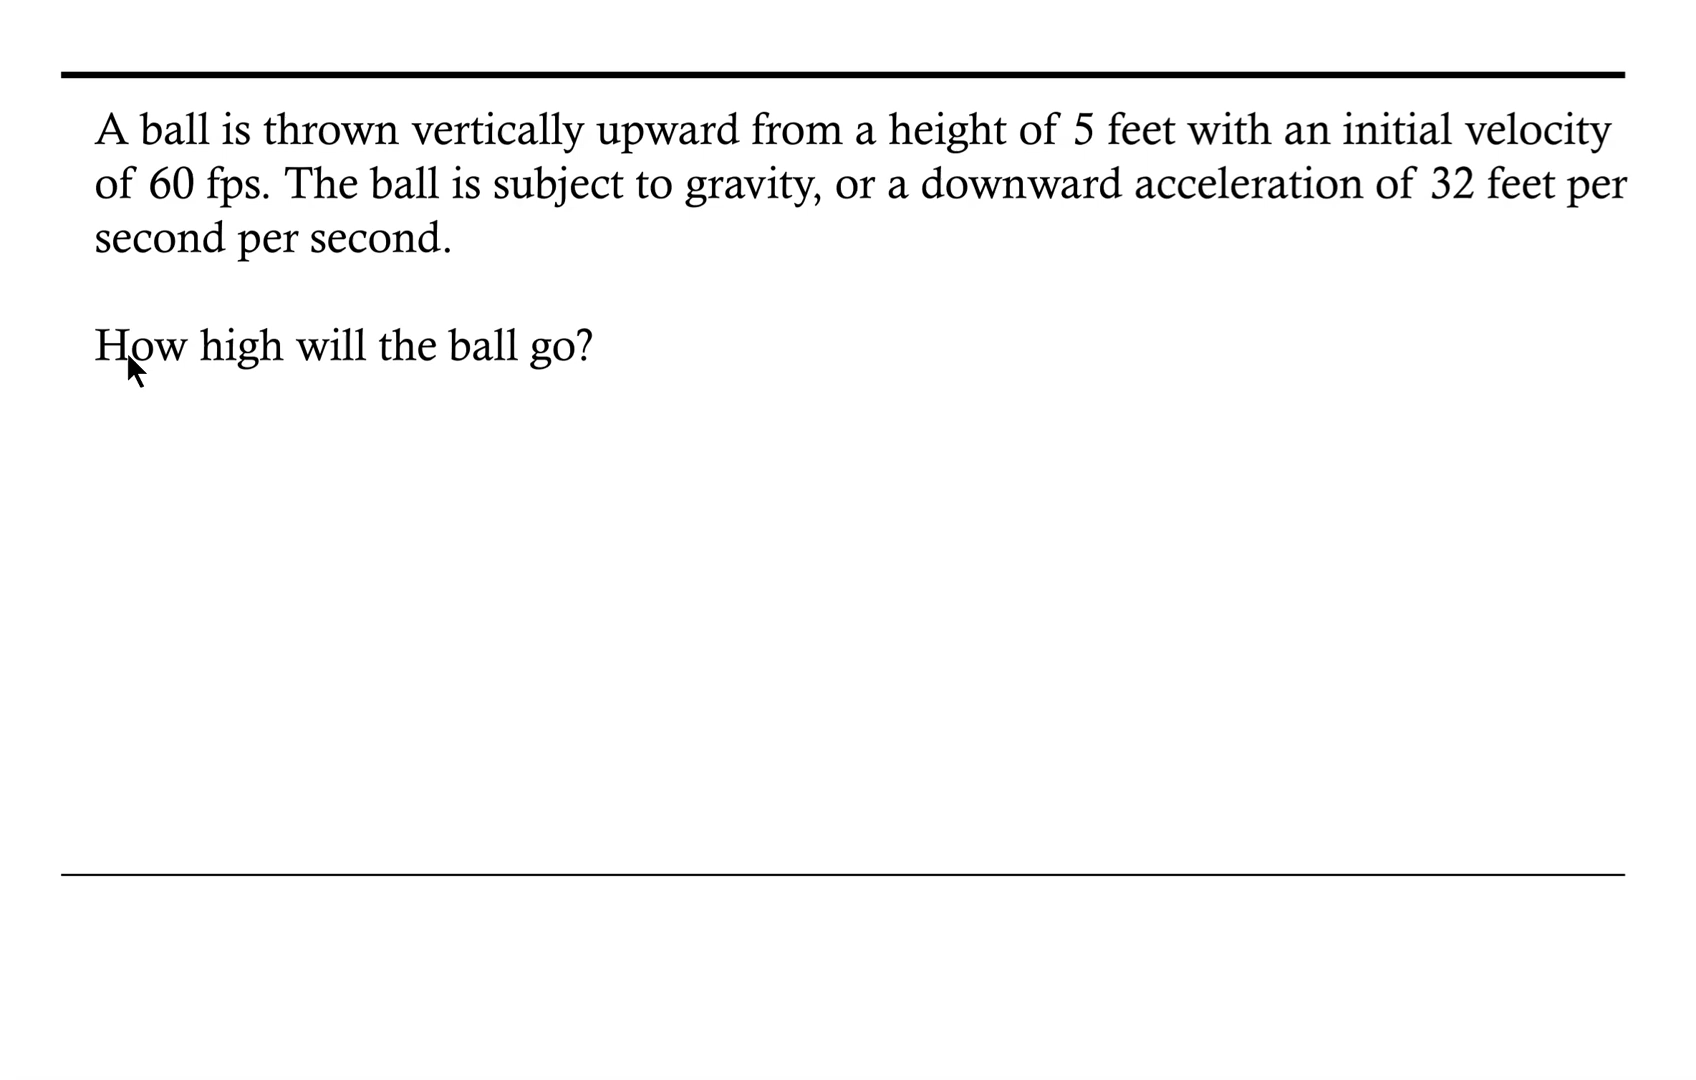 A ball is thrown vertically upward from a height of 5 feet with an initial velocity
of 60 fps. The ball is subject to gravity, or a downward acceleration of 32 feet per
second per second.
How high will the ball go?